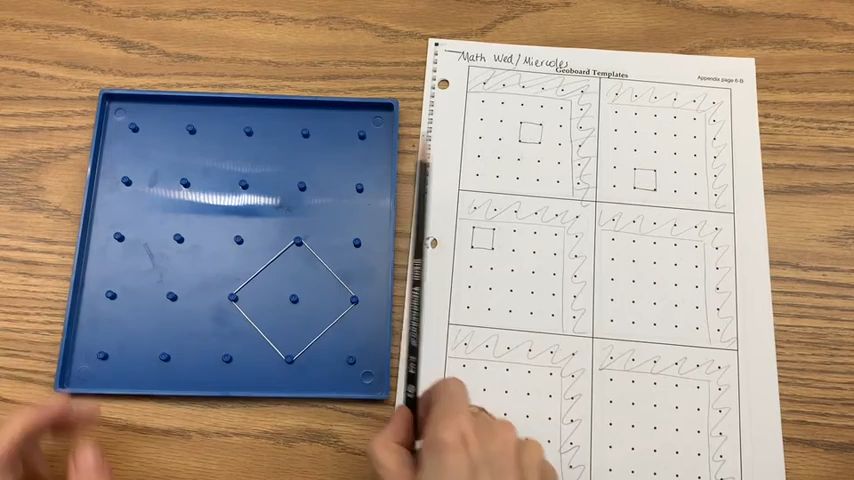 Math Wed/Miercoles
Geoboard Templates
Appendix page 6-B